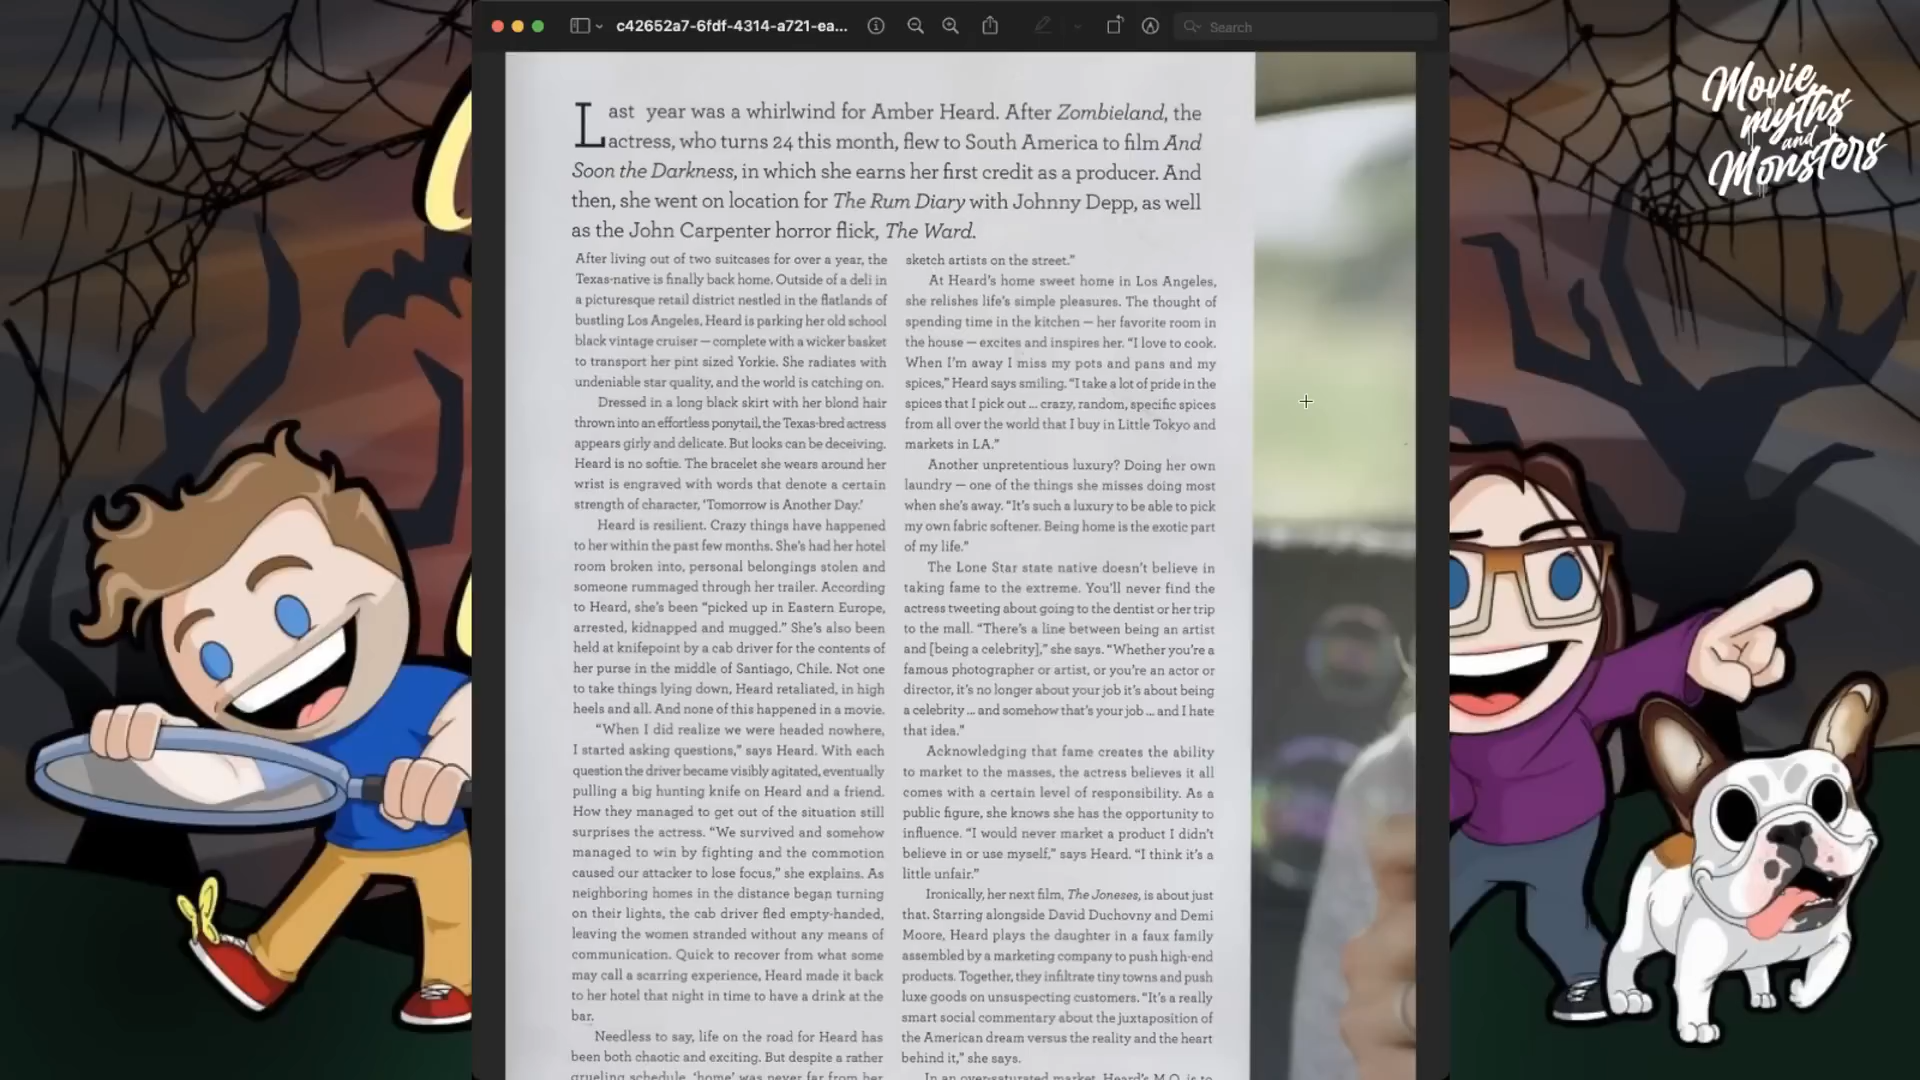 c42652a7-6fdf-4314-a721-ea...
Search
Movie
myths
and
Monsters
Last year was a whirlwind for Amber Heard. After Zombieland, the
actress, who turns 24 this month, flew to South America to film And
Soon the Darkness, in which she earns her first credit as a producer. And
then, she went on location for The Rum Diary with Johnny Depp, as well
as the John Carpenter horror flick, The Ward.
After living out of two suitcases for over a year, the
Texas-native is finally back home. Outside of a deli in
a picturesque retail district nestled in the flatlands of
bustling Los Angeles, Heard is parking her old school
black vintage cruiser — complete with a wicker basket
to transport her pint sized Yorkie. She radiates with
undeniable star quality, and the world is catching on.
Dressed in a long black skirt with her blond hair
thrown into an effortless ponytail, the Texas-bred actress
appears girly and delicate. But looks can be deceiving.
Heard is no softie. The bracelet she wears around her
wrist is engraved with words that denote a certain
strength of character, ‘Tomorrow is Another Day.’
Heard is resilient. Crazy things have happened
to her within the past few months. She’s had her hotel
room broken into, personal belongings stolen and
someone rummaged through her trailer. According
to Heard, she’s been “picked up in Eastern Europe,
arrested, kidnapped and mugged.” She’s also been
held at knifepoint by a cab driver for the contents of
her purse in the middle of Santiago, Chile. Not one
to take things lying down, Heard retaliated, in high
heels and all. And none of this happened in a movie.
“When I did realize we were headed nowhere,
I started asking questions,” says Heard. With each
question the driver became visibly agitated, eventually
pulling a big hunting knife on Heard and a friend.
How they managed to get out of the situation still
surprises the actress. “We survived and somehow
managed to win by fighting and the commotion
caused our attacker to lose focus,” she explains. As
neighboring homes in the distance began turning
on their lights, the cab driver fled empty-handed,
leaving the women stranded without any means of
communication. Quick to recover from what some
may call a scarring experience, Heard made it back
to her hotel that night in time to have a drink at the
bar.
Needless to say, life on the road for Heard has
been both chaotic and exciting. But despite a rather
grueling schedule, ‘home’ was never far from her
sketch artists on the street.”
At Heard’s home sweet home in Los Angeles,
she relishes life’s simple pleasures. The thought of
spending time in the kitchen — her favorite room in
the house — excites and inspires her. “I love to cook.
When I’m away I miss my pots and pans and my
spices,” Heard says smiling. “I take a lot of pride in the
spices that I pick out ... crazy, random, specific spices
from all over the world that I buy in Little Tokyo and
markets in LA.”
Another unpretentious luxury? Doing her own
laundry — one of the things she misses doing most
when she’s away. “It’s such a luxury to be able to pick
my own fabric softener. Being home is the exotic part
of my life.”
The Lone Star state native doesn’t believe in
taking fame to the extreme. You’ll never find the
actress tweeting about going to the dentist or her trip
to the mall. “There’s a line between being an artist
and [being a celebrity],” she says. “Whether you’re a
famous photographer or artist, or you’re an actor or
director, it’s no longer about your job it’s about being
a celebrity ... and somehow that’s your job ... and I hate
that idea.”
Acknowledging that fame creates the ability
to market to the masses, the actress believes it all
comes with a certain level of responsibility. As a
public figure, she knows she has the opportunity to
influence. “I would never market a product I didn’t
believe in or use myself,” says Heard. “I think it’s a
little unfair.”
Ironically, her next film, The Joneses, is about just
that. Starring alongside David Duchovny and Demi
Moore, Heard plays the daughter in a faux family
assembled by a marketing company to push high-end
products. Together, they infiltrate tiny towns and push
luxe goods on unsuspecting customers. “It’s a really
smart social commentary about the juxtaposition of
the American dream versus the reality and the heart
behind it,” she says.
In an over-saturated market, Heard’s M.O. is to